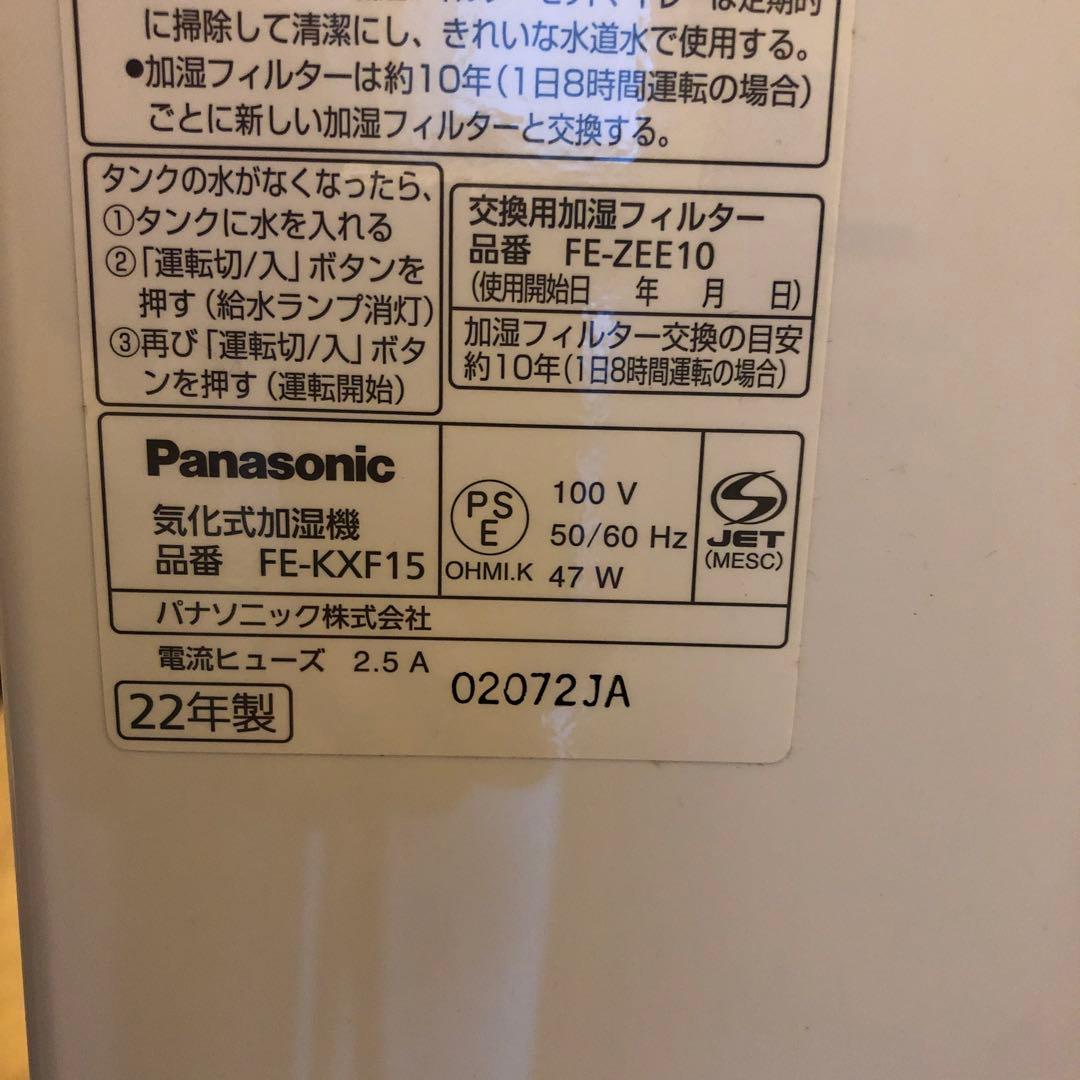 は定期的
に掃除して清潔にし、きれいな水道水で使用する。
●加湿フィルターは約10年(1日8時間運転の場合)
ごとに新しい加湿フィルターと交換する。
タンクの水がなくなったら、
①タンクに水を入れる
②「運転切/入」ボタンを
押す(給水ランプ消灯)
③再び「運転切/入」ボタ
ンを押す(運転開始)
交換用加湿フィルター
品番 FE-ZEE10
(使用開始日 年 月 日)
加湿フィルター交換の目安
約10年(1日8時間運転の場合)
Panasonic
気化式加湿機
品番 FE-KXF15
PS
E
OHMI.K
100 V
50/60 Hz
47 W
S
JET
(MESC)
パナソニック株式会社
電流ヒューズ 2.5 A
22年製
02072JA